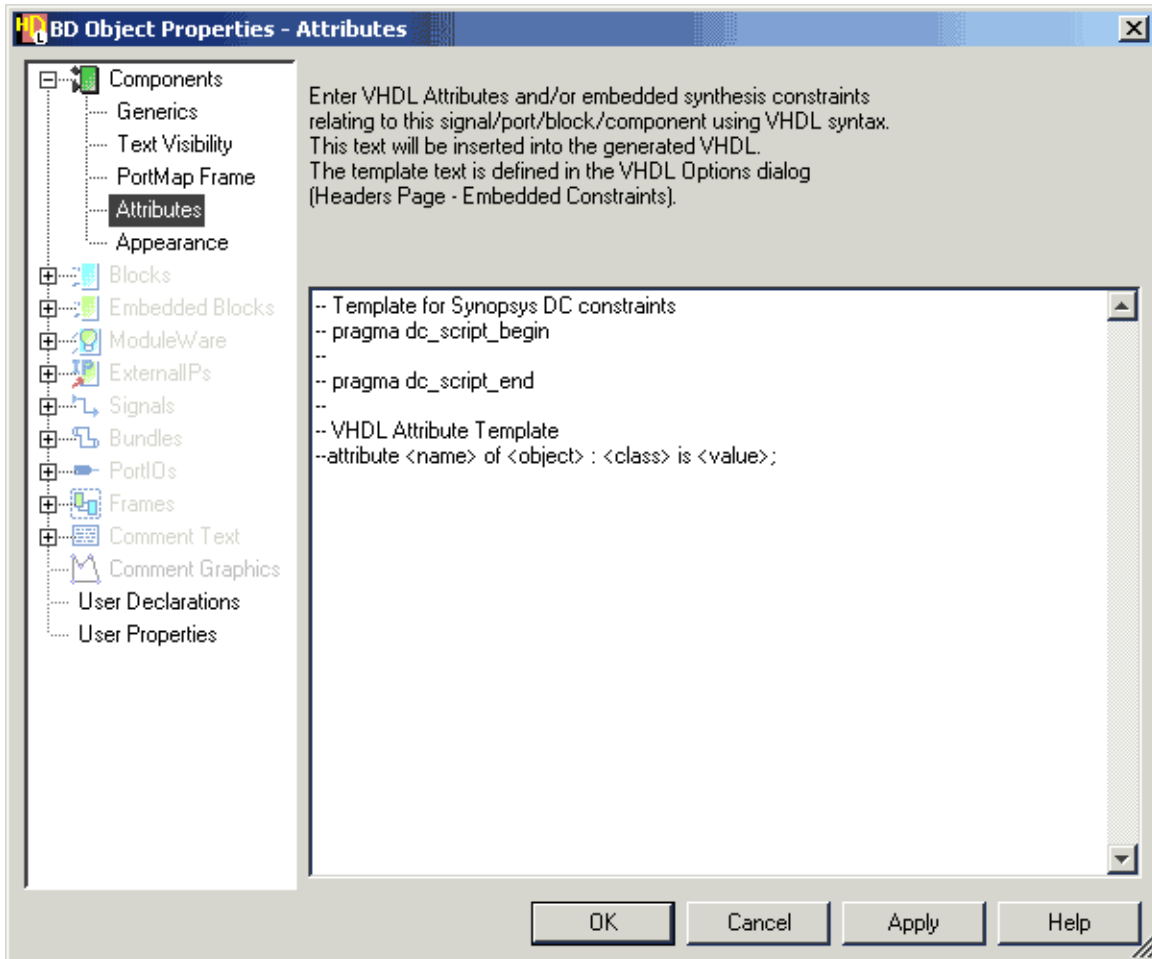 BD Object Properties - Attributes
Components
Generics
Text Visibility
PortMap Frame
Attributes
Appearance
Blocks
Embedded Blocks
ModuleWare
ExternalIPs
Signals
Bundles
PortIOs
Frames
Comment Text
Comment Graphics
User Declarations
User Properties
Enter VHDL Attributes and/or embedded synthesis constraints
relating to this signal/port/block/component using VHDL syntax.
This text will be inserted into the generated VHDL.
The template text is defined in the VHDL Options dialog
(Headers Page - Embedded Constraints).
-- Template for Synopsys DC constraints
-- pragma dc_script_begin
--
-- pragma dc_script_end
--
-- VHDL Attribute Template
--attribute <name> of <object> : <class> is <value>;
OK Cancel Apply Help